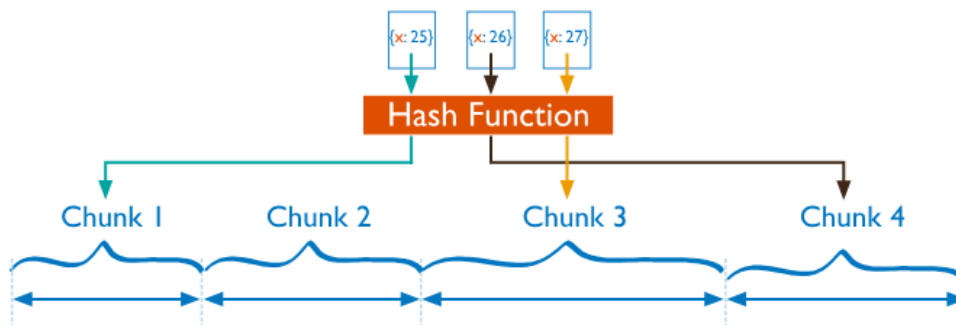 {x: 25} {x: 26} {x: 27}
Hash Function
Chunk 1 Chunk 2 Chunk 3 Chunk 4